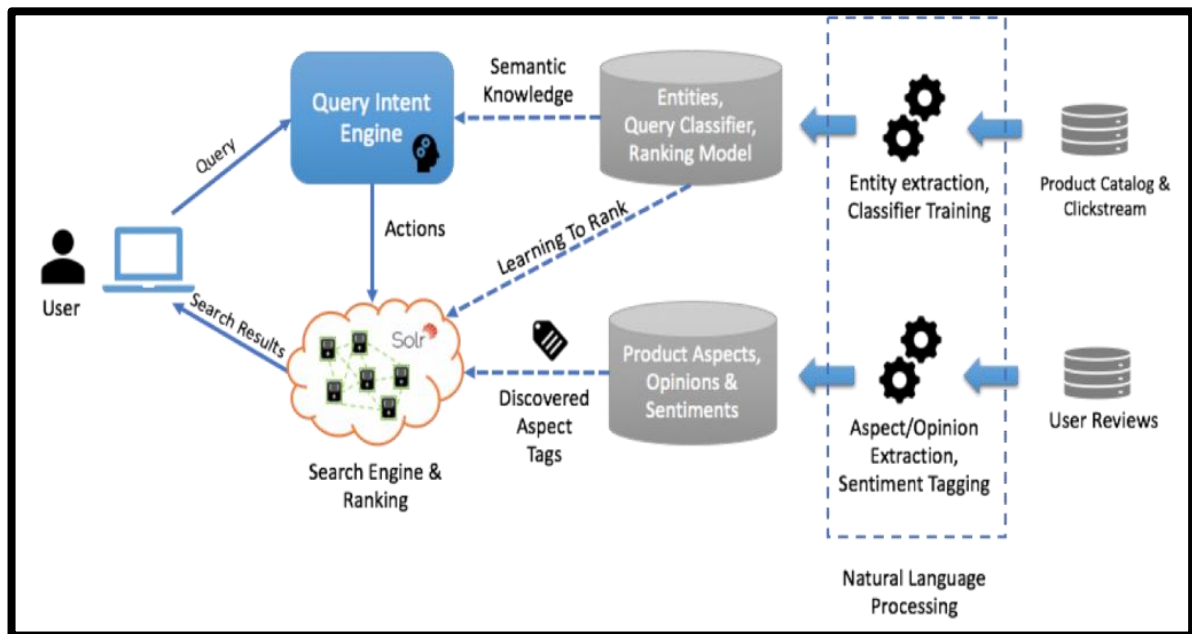 Query Intent
Engine
Semantic
Knowledge
Entities,
Query Classifier,
Ranking Model
Entity extraction,
Classifier Training
Product Catalog &
Clickstream
Query
Actions
Learning To Rank
User
Search Results
Solr
Search Engine &
Ranking
Discovered
Aspect
Tags
Product Aspects,
Opinions &
Sentiments
Aspect/Opinion
Extraction,
Sentiment Tagging
User Reviews
Natural Language
Processing